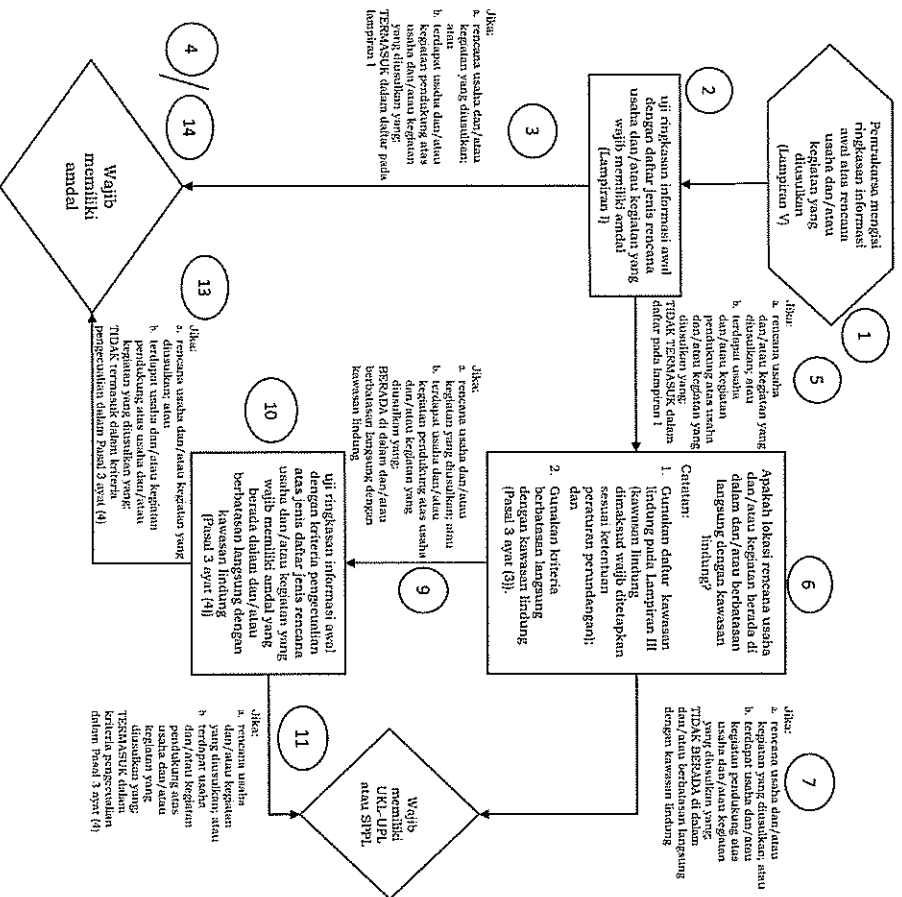 Pemrakarsa mengisi
ringkasan informasi
awal atas rencana
usaha dan/atau
kegiatan yang
diusulkan
(Lampiran V)
1
2
uji ringkasan informasi awal
dengan daftar jenis rencana
usaha dan/atau kegiatan yang
wajib memiliki amdal
(Lampiran I)
3
Jika:
a. rencana usaha dan/atau
kegiatan yang diusulkan;
atau
b. terdapat usaha dan/atau
kegiatan pendukung atas
usaha dan/atau kegiatan
yang diusulkan yang;
TERMASUK dalam daftar pada
lampiran I
4
/
14
Wajib
memiliki
amdal
5
Jika:
a. rencana usaha
dan/atau kegiatan yang
diusulkan; atau
b. terdapat usaha
dan/atau kegiatan
pendukung atas usaha
dan/atau kegiatan yang
diusulkan yang;
TIDAK TERMASUK dalam
daftar pada lampiran I
6
Apakah lokasi rencana usaha
dan/atau kegiatan berada di
dalam dan/atau berbatasan
langsung dengan kawasan
lindung?
Catatan:
1. Gunakan daftar kawasan
lindung pada Lampiran III
(kawasan lindung
dimaksud wajib ditetapkan
sesuai ketentuan
peraturan perundangan);
dan
2. Gunakan kriteria
berbatasan langsung
dengan kawasan lindung
(Pasal 3 ayat (3)).
7
Jika:
a. rencana usaha dan/atau
kegiatan yang diusulkan; atau
b. terdapat usaha dan/atau
kegiatan pendukung atas
usaha dan/atau kegiatan
yang diusulkan yang;
TIDAK BERADA di dalam
dan/atau berbatasan langsung
dengan kawasan lindung
9
Jika:
a. rencana usaha dan/atau
kegiatan yang diusulkan; atau
b. terdapat usaha dan/atau
kegiatan pendukung atas usaha
dan/atau kegiatan yang
diusulkan yang;
BERADA di dalam dan/atau
berbatasan langsung dengan
kawasan lindung
10
uji ringkasan informasi awal
dengan kriteria pengecualian
atas jenis daftar jenis rencana
usaha dan/atau kegiatan yang
wajib memiliki amdal yang
berada dalam dan/atau
berbatasan langsung dengan
kawasan lindung
(Pasal 3 ayat (4))
11
Jika:
a. rencana usaha
dan/atau kegiatan
yang diusulkan; atau
b terdapat usaha
dan/atau kegiatan
pendukung atas
usaha dan/atau
kegiatan yang
diusulkan yang;
TERMASUK dalam
kriteria pengecualian
dalam Pasal 3 ayat (4)
Wajib
memiliki
UKL-UPL
atau SPPL
13
Jika:
a. rencana usaha dan/atau kegiatan yang
diusulkan; atau
b. terdapat usaha dan/atau kegiatan
pendukung atas usaha dan/atau
kegiatan yang diusulkan yang;
TIDAK termasuk dalam kriteria
pengecualian dalam Pasal 3 ayat (4)